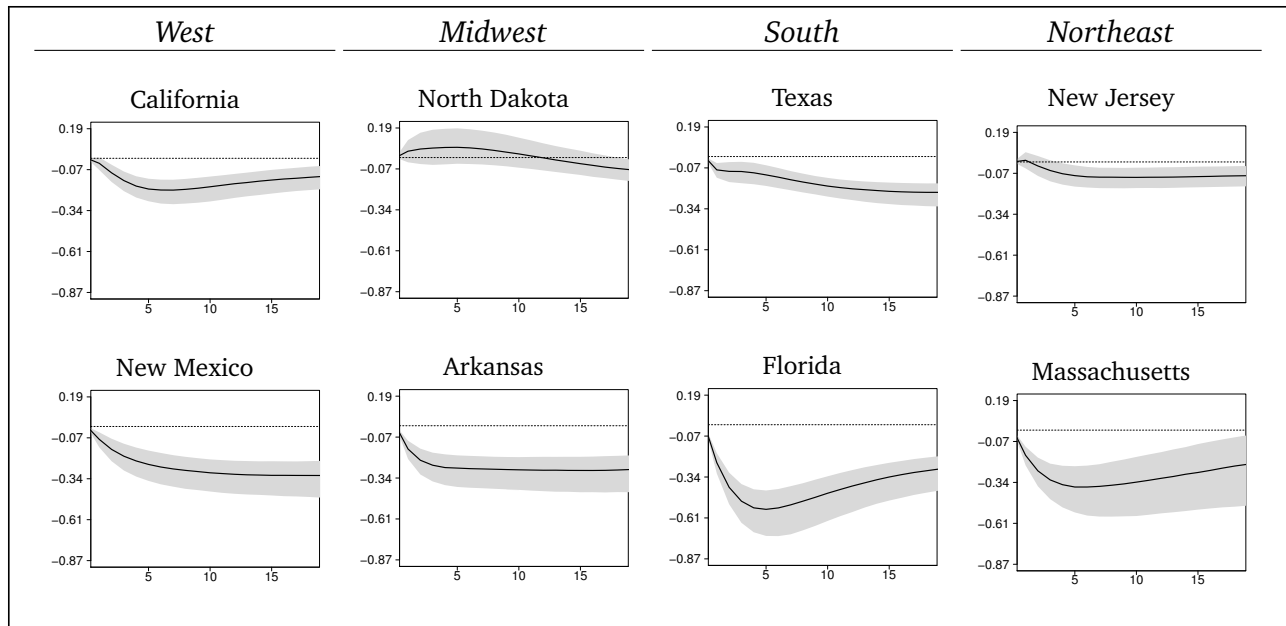 West Midwest South Northeast
California North Dakota Texas New Jersey
0.19 0.19 0.19 0.19
−0.07 −0.07 −0.07 −0.07
−0.34 −0.34 −0.34 −0.34
−0.61 −0.61 −0.61 −0.61
−0.87 −0.87 −0.87 −0.87
5 10 15 5 10 15 5 10 15 5 10 15
New Mexico Arkansas Florida Massachusetts
0.19 0.19 0.19 0.19
−0.07 −0.07 −0.07 −0.07
−0.34 −0.34 −0.34 −0.34
−0.61 −0.61 −0.61 −0.61
−0.87 −0.87 −0.87 −0.87
5 10 15 5 10 15 5 10 15 5 10 15